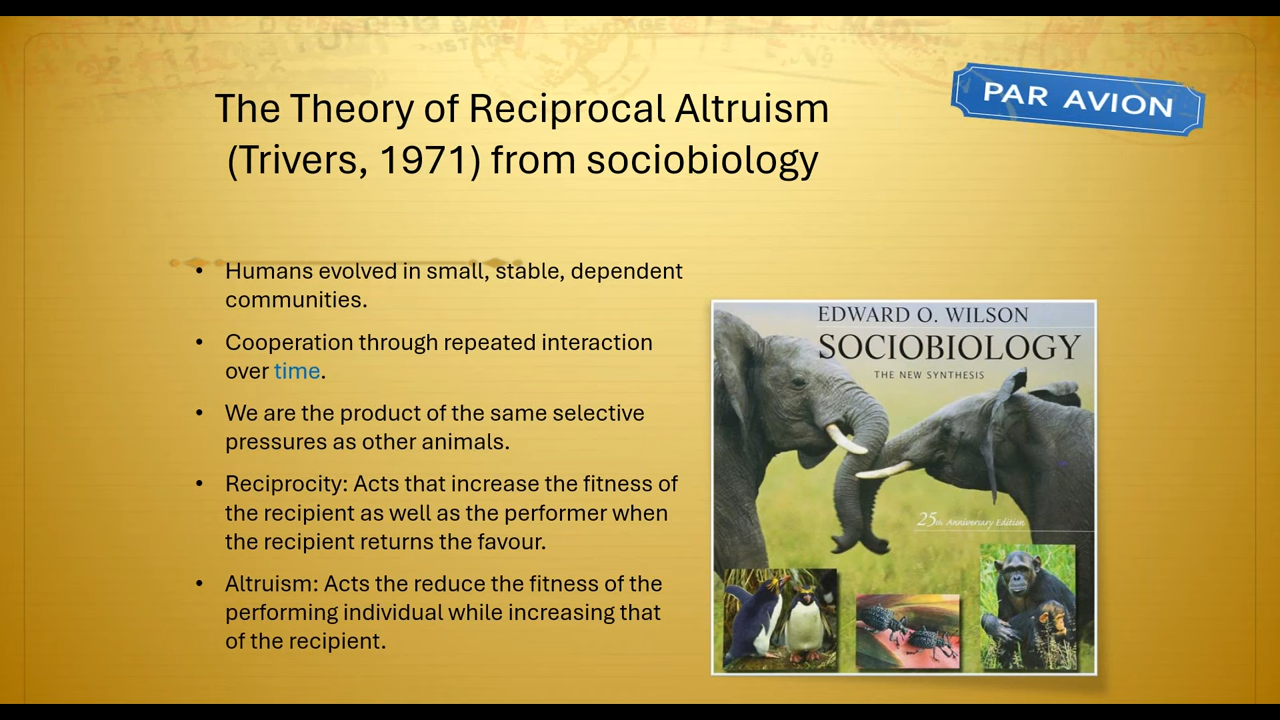 The Theory of Reciprocal Altruism
(Trivers, 1971) from sociobiology
PAR AVION
• Humans evolved in small, stable, dependent
communities.
• Cooperation through repeated interaction
over time.
• We are the product of the same selective
pressures as other animals.
• Reciprocity: Acts that increase the fitness of
the recipient as well as the performer when
the recipient returns the favour.
• Altruism: Acts the reduce the fitness of the
performing individual while increasing that
of the recipient.
EDWARD O. WILSON
SOCIOBIOLOGY
THE NEW SYNTHESIS
25th Anniversary Edition